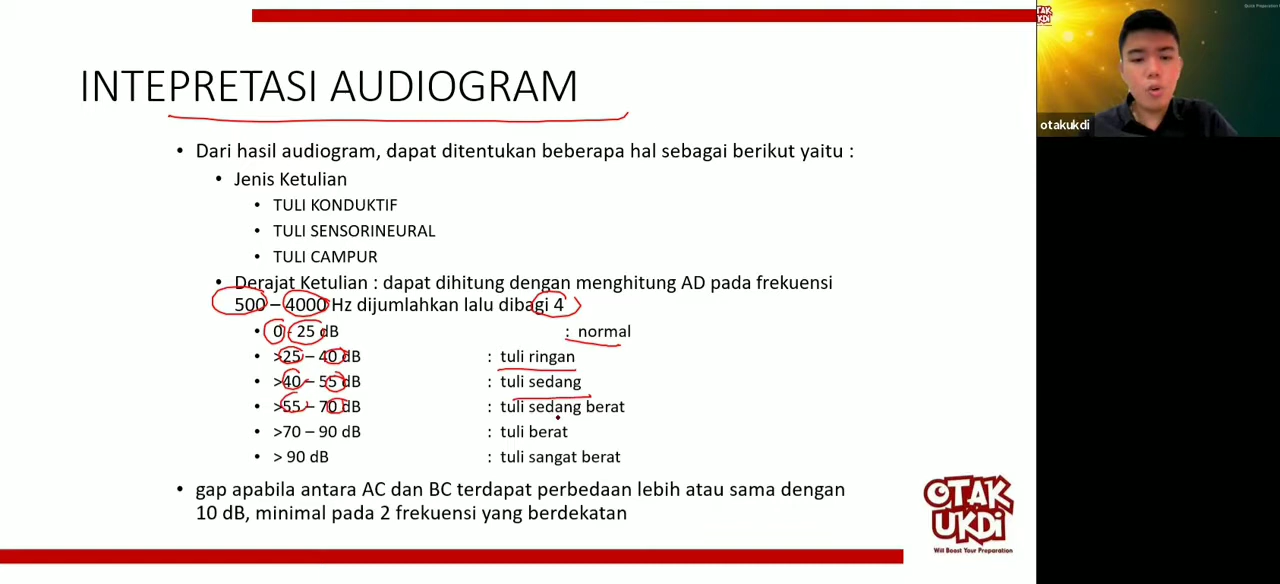 INTEPRETASI AUDIOGRAM
• Dari hasil audiogram, dapat ditentukan beberapa hal sebagai berikut yaitu :
• Jenis Ketulian
• TULI KONDUKTIF
• TULI SENSORINEURAL
• TULI CAMPUR
• Derajat Ketulian : dapat dihitung dengan menghitung AD pada frekuensi
500 – 4000 Hz dijumlahkan lalu dibagi 4
• 0 - 25 dB : normal
• >25 – 40 dB : tuli ringan
• >40 – 55 dB : tuli sedang
• >55 – 70 dB : tuli sedang berat
• >70 – 90 dB : tuli berat
• > 90 dB : tuli sangat berat
• gap apabila antara AC dan BC terdapat perbedaan lebih atau sama dengan
10 dB, minimal pada 2 frekuensi yang berdekatan
OTAK
UKDi
Will Boost Your Preparation
otakukdi